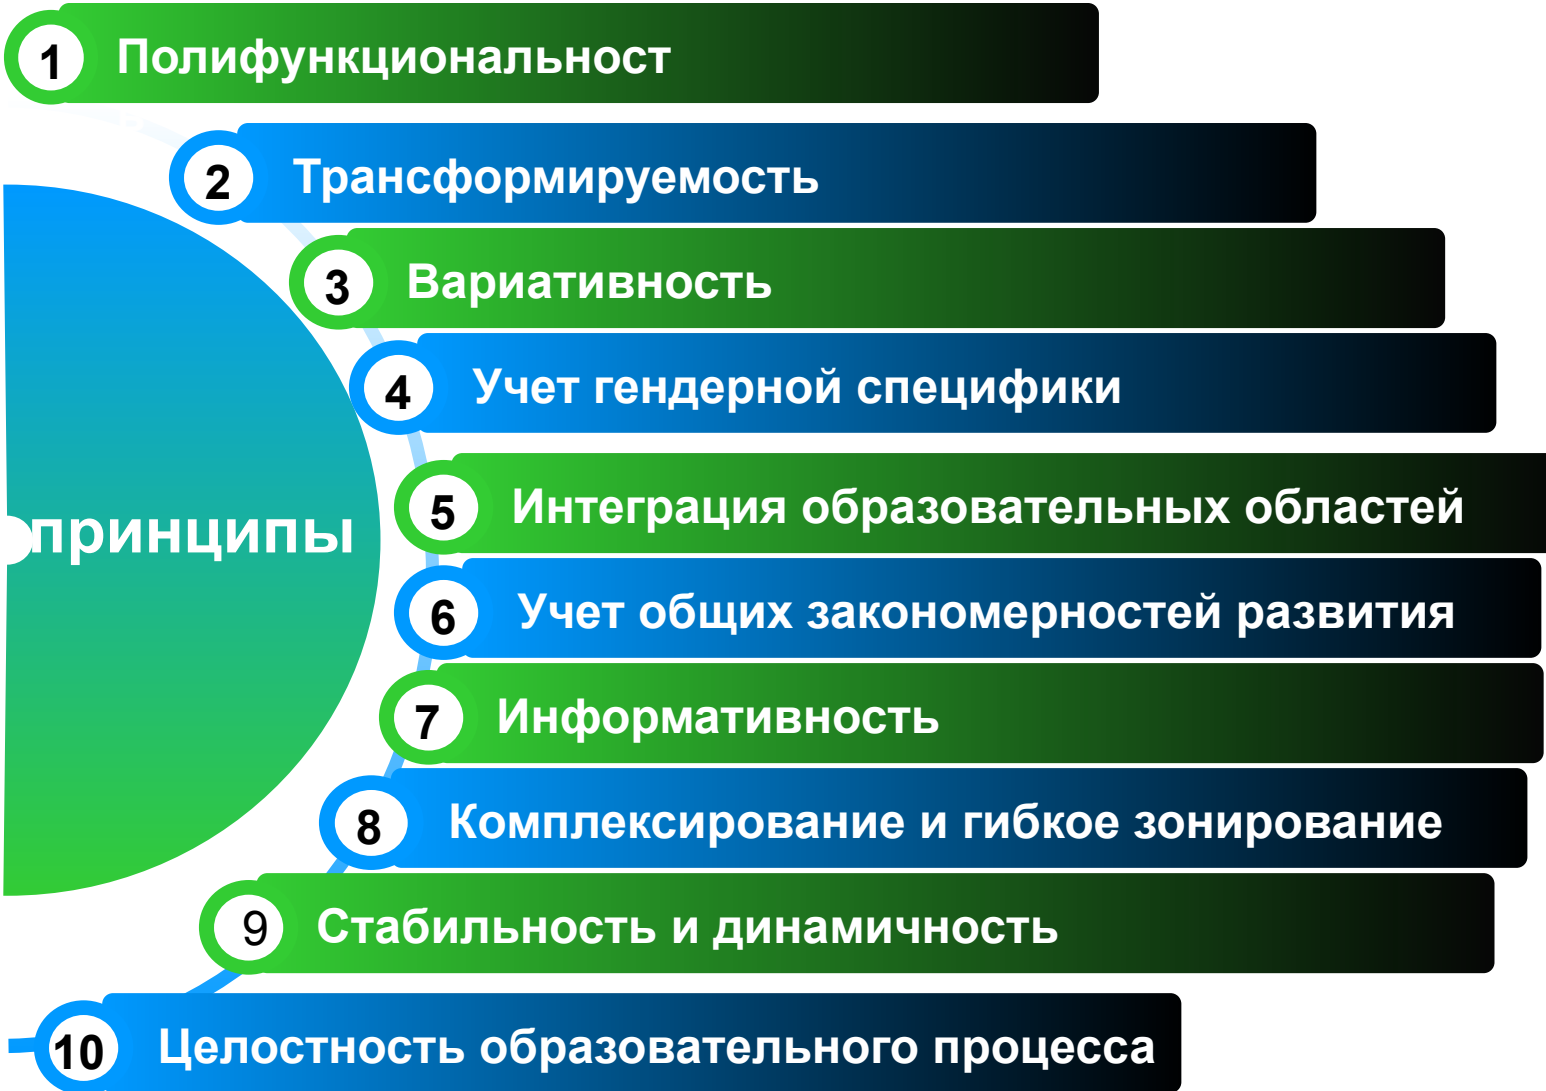 1 Полифункциональност
ь
2 Трансформируемость
3 Вариативность
4 Учет гендерной специфики
5 Интеграция образовательных областей
принципы
6 Учет общих закономерностей развития
7 Информативность
8 Комплексирование и гибкое зонирование
9 Стабильность и динамичность
10 Целостность образовательного процесса